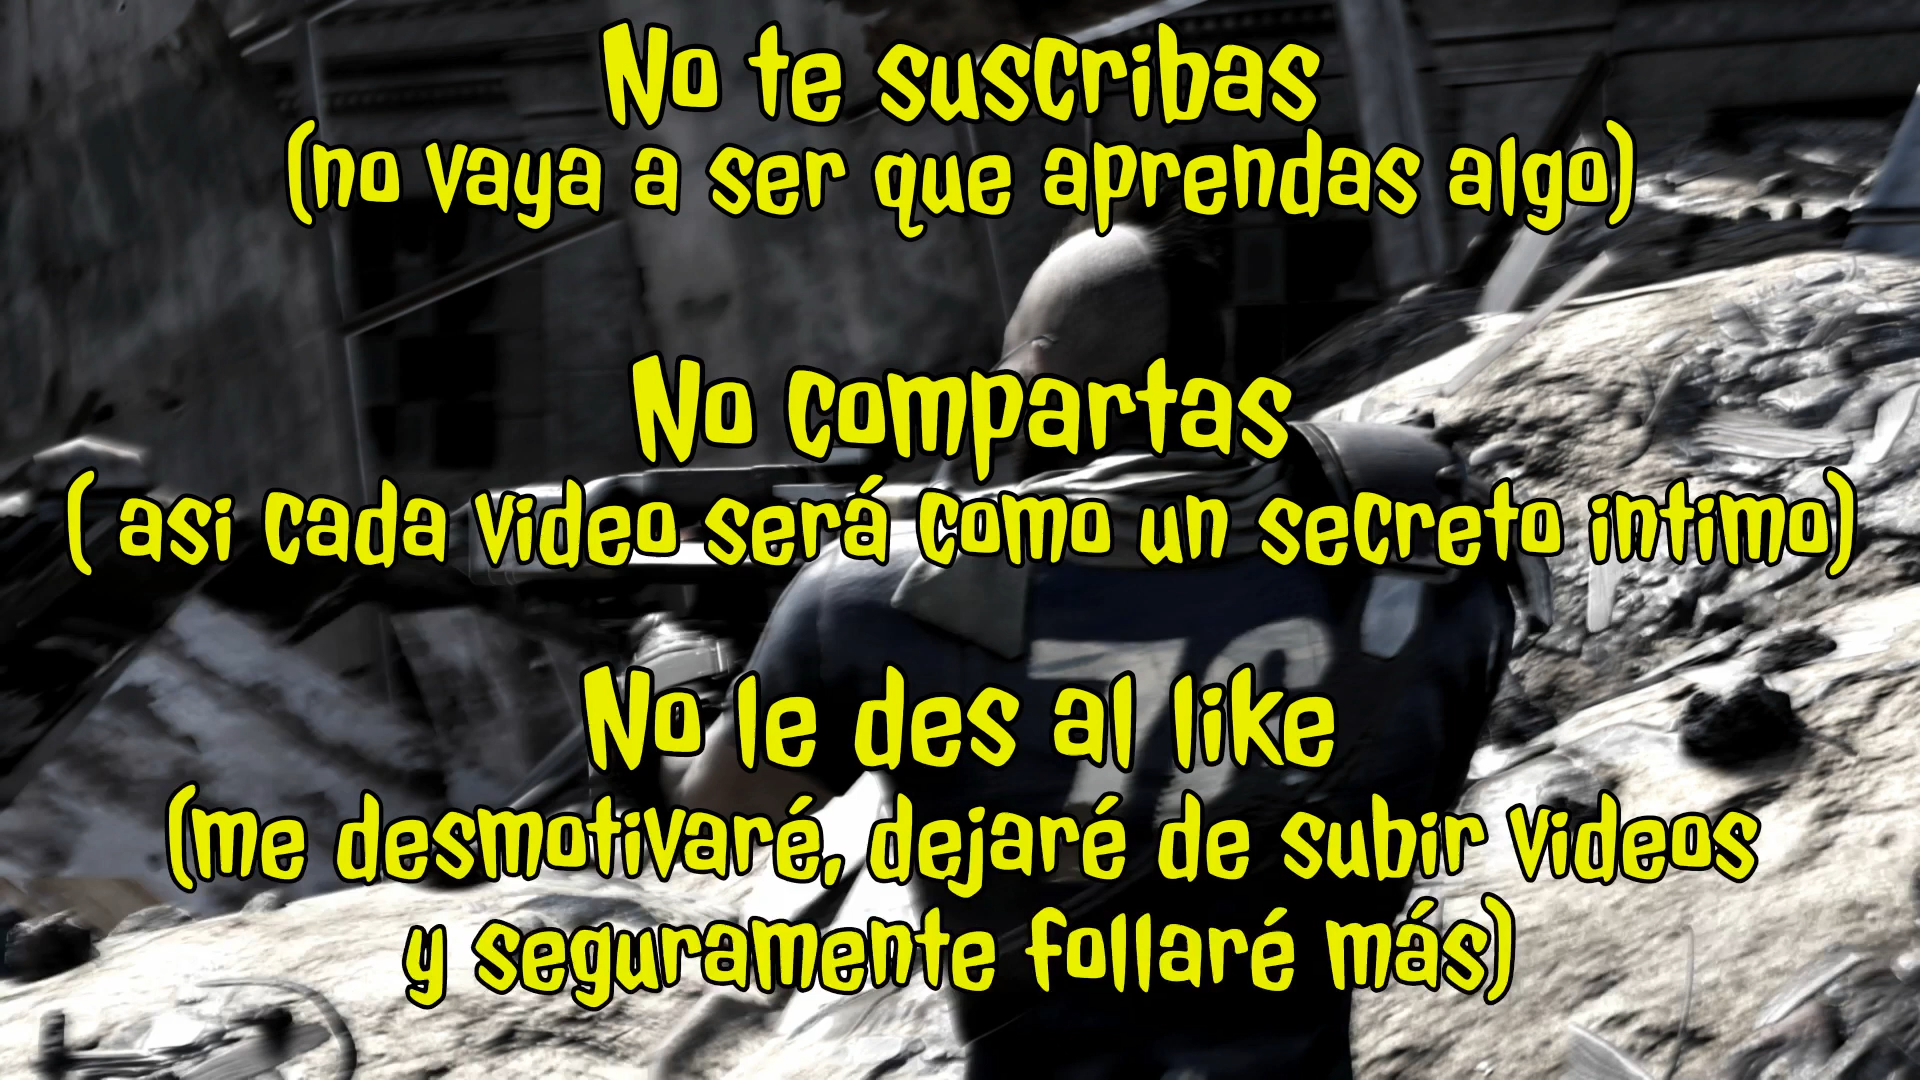 No te suscribas
(no vaya a ser que aprendas algo)
No compartas
( asi cada video será como un secreto intimo)
No le des al like
(me desmotivaré, dejaré de subir videos
y seguramente follaré más)
76